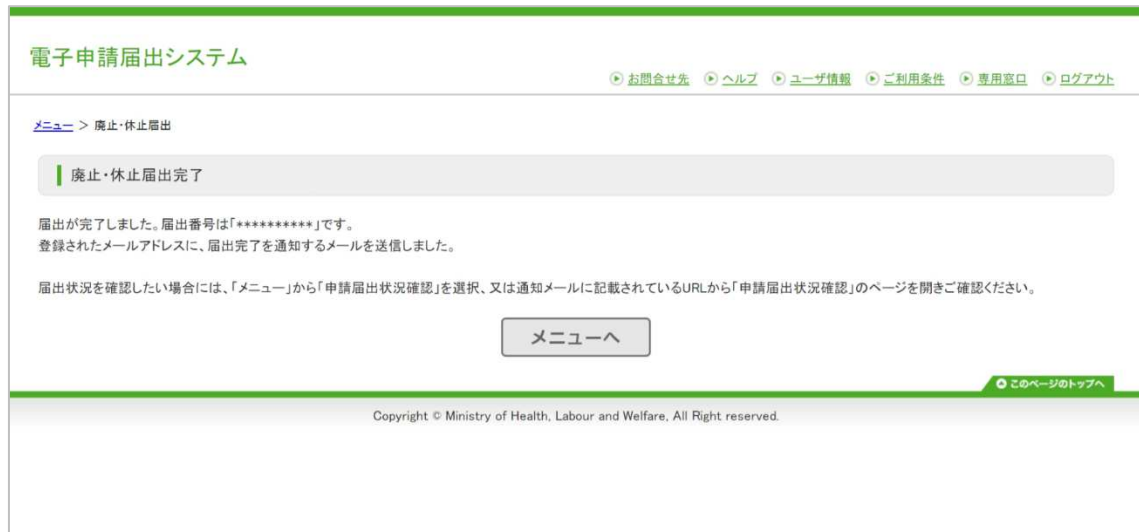 電子申請届出システム
お問合せ先 ヘルプ ユーザ情報 ご利用条件 専用窓口 ログアウト
メニュー > 廃止・休止届出
廃止・休止届出完了
届出が完了しました。届出番号は「**********」です。
登録されたメールアドレスに、届出完了を通知するメールを送信しました。
届出状況を確認したい場合には、「メニュー」から「申請届出状況確認」を選択、又は通知メールに記載されているURLから「申請届出状況確認」のページを開きご確認ください。
メニューへ
このページのトップへ
Copyright © Ministry of Health, Labour and Welfare, All Right reserved.